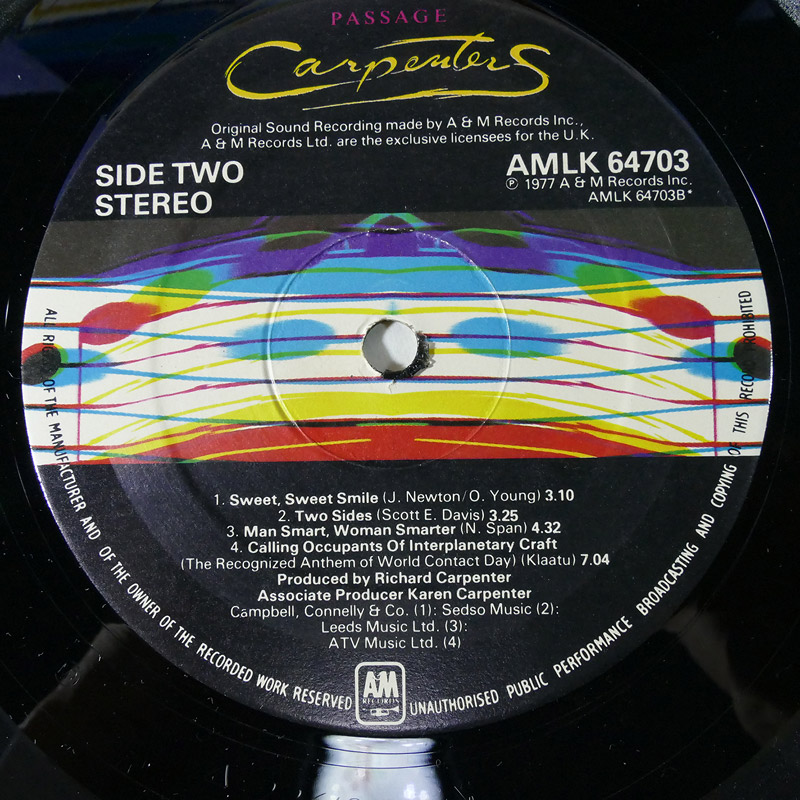 PASSAGE
Carpenters
Original Sound Recording made by A & M Records Inc.,
A & M Records Ltd. are the exclusive licensees for the U.K.
SIDE TWO
STEREO
AMLK 64703
℗ 1977 A & M Records Inc.
AMLK 64703B*
1. Sweet, Sweet Smile (J. Newton/O. Young) 3.10
2. Two Sides (Scott E. Davis) 3.25
3. Man Smart, Woman Smarter (N. Span) 4.32
4. Calling Occupants Of Interplanetary Craft
(The Recognized Anthem of World Contact Day) (Klaatu) 7.04
Produced by Richard Carpenter
Associate Producer Karen Carpenter
Campbell, Connelly & Co. (1): Sedso Music (2):
Leeds Music Ltd. (3):
ATV Music Ltd. (4)
A&M
RECORDS
ALL OF THE MANUFACTURER AND OF THE OWNER OF THE RECORDED WORK RESERVED
UNAUTHORISED PUBLIC PERFORMANCE BROADCASTING AND COPYING OF THIS RECORD PROHIBITED